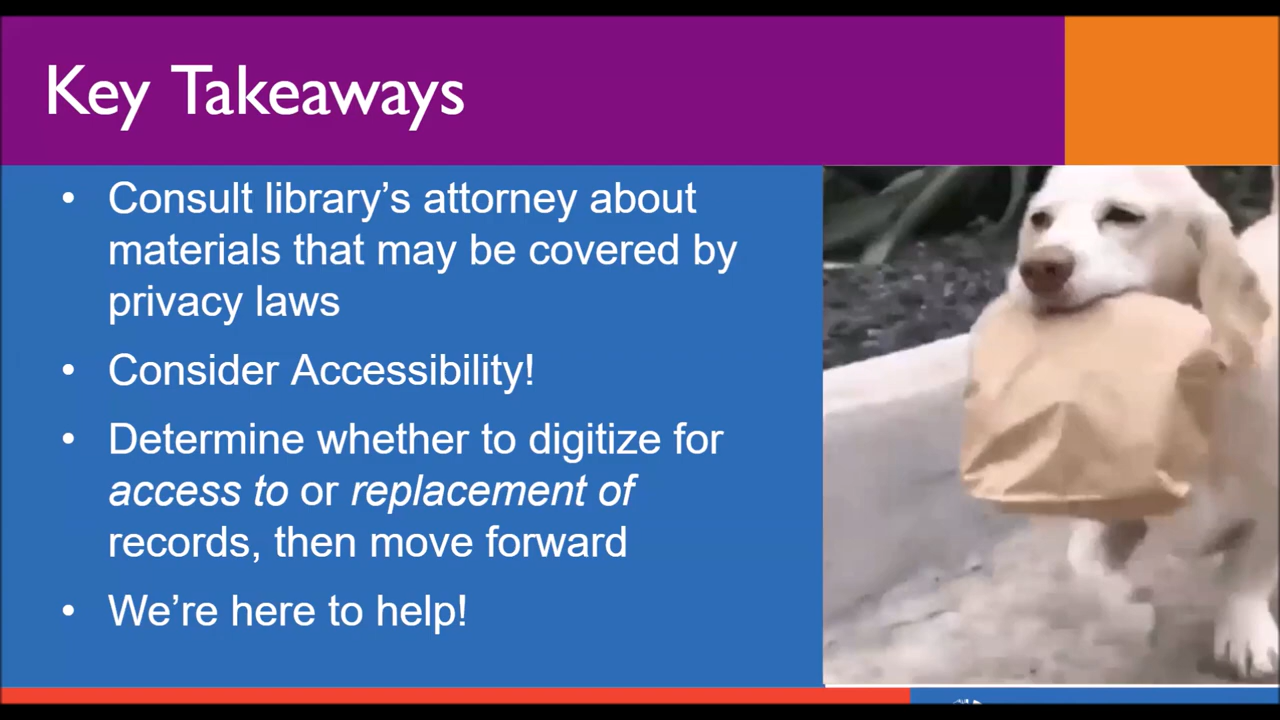 Key Takeaways
• Consult library’s attorney about
materials that may be covered by
privacy laws
• Consider Accessibility!
• Determine whether to digitize for
access to or replacement of
records, then move forward
• We’re here to help!